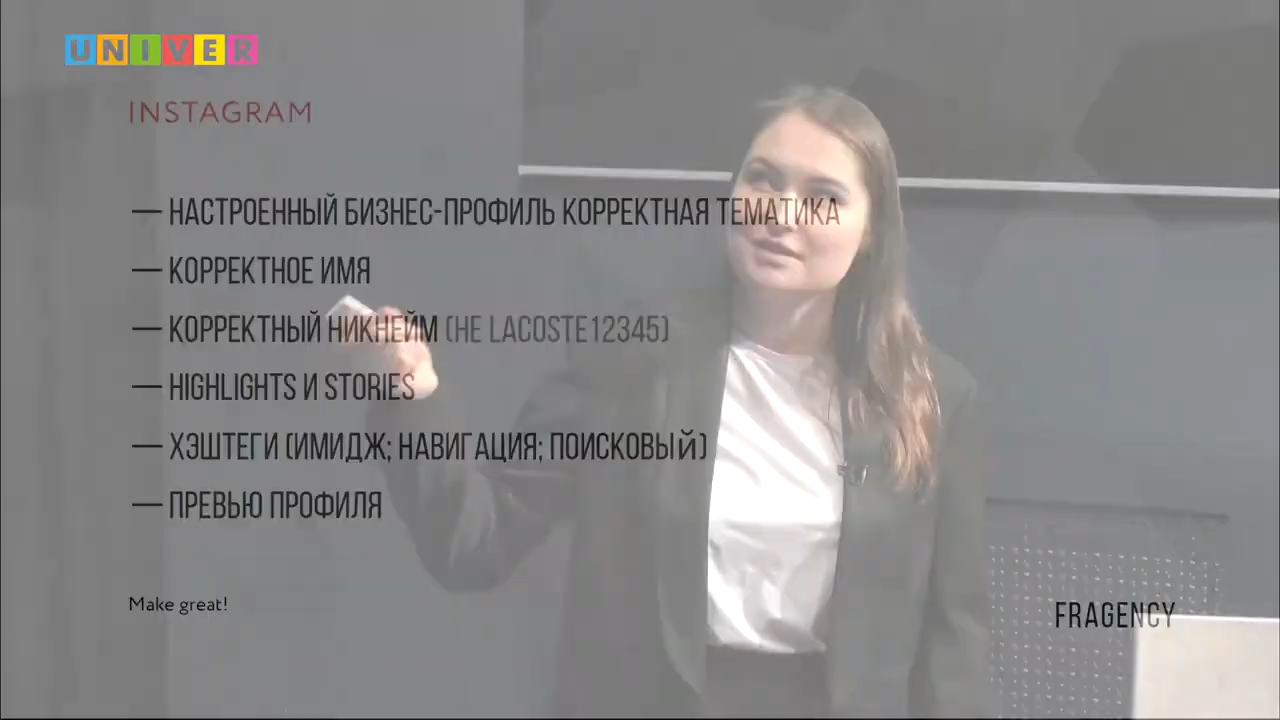 UNIVER
INSTAGRAM
— НАСТРОЕННЫЙ БИЗНЕС-ПРОФИЛЬ КОРРЕКТНАЯ ТЕМАТИКА
— КОРРЕКТНОЕ ИМЯ
— КОРРЕКТНЫЙ НИКНЕЙМ (НЕ LACOSTE12345)
— HIGHLIGHTS И STORIES
— ХЭШТЕГИ (ИМИДЖ; НАВИГАЦИЯ; ПОИСКОВЫй)
— ПРЕВЬЮ ПРОФИЛЯ
Make great!
FRAGENCY